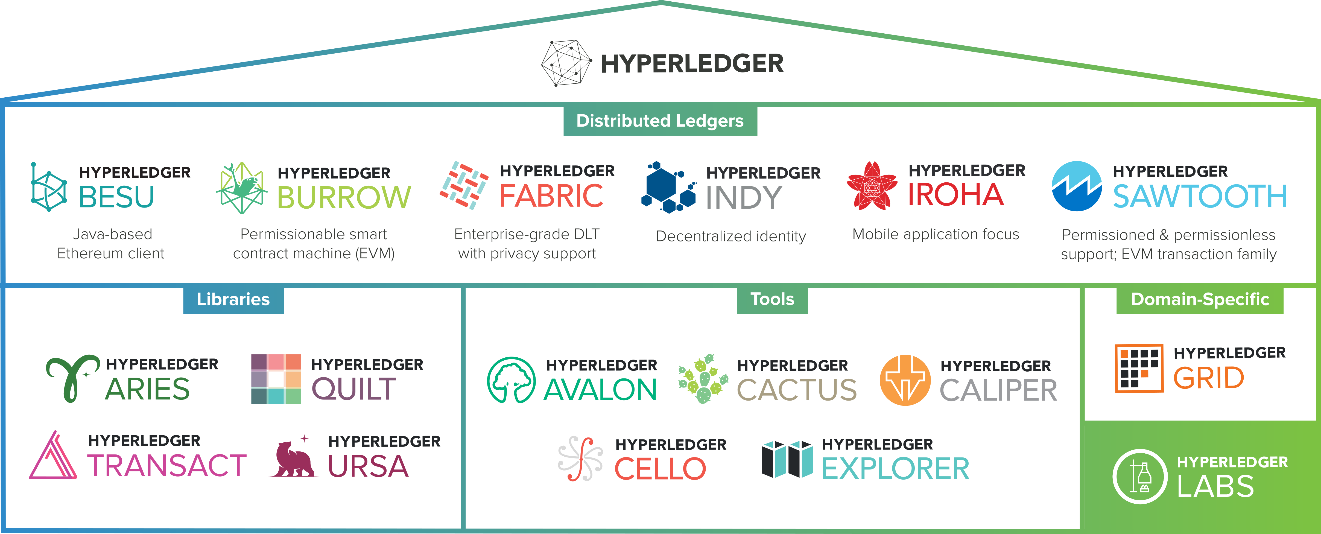 HYPERLEDGER
Distributed Ledgers
HYPERLEDGER
BESU
Java-based
Ethereum client
HYPERLEDGER
BURROW
Permissionable smart
contract machine (EVM)
HYPERLEDGER
FABRIC
Enterprise-grade DLT
with privacy support
HYPERLEDGER
INDY
Decentralized identity
HYPERLEDGER
IROHA
Mobile application focus
HYPERLEDGER
SAWTOOTH
Permissioned & permissionless
support; EVM transaction family
Libraries
HYPERLEDGER
ARIES
HYPERLEDGER
QUILT
HYPERLEDGER
TRANSACT
HYPERLEDGER
URSA
Tools
HYPERLEDGER
AVALON
HYPERLEDGER
CACTUS
HYPERLEDGER
CALIPER
HYPERLEDGER
CELLO
HYPERLEDGER
EXPLORER
Domain-Specific
HYPERLEDGER
GRID
HYPERLEDGER
LABS